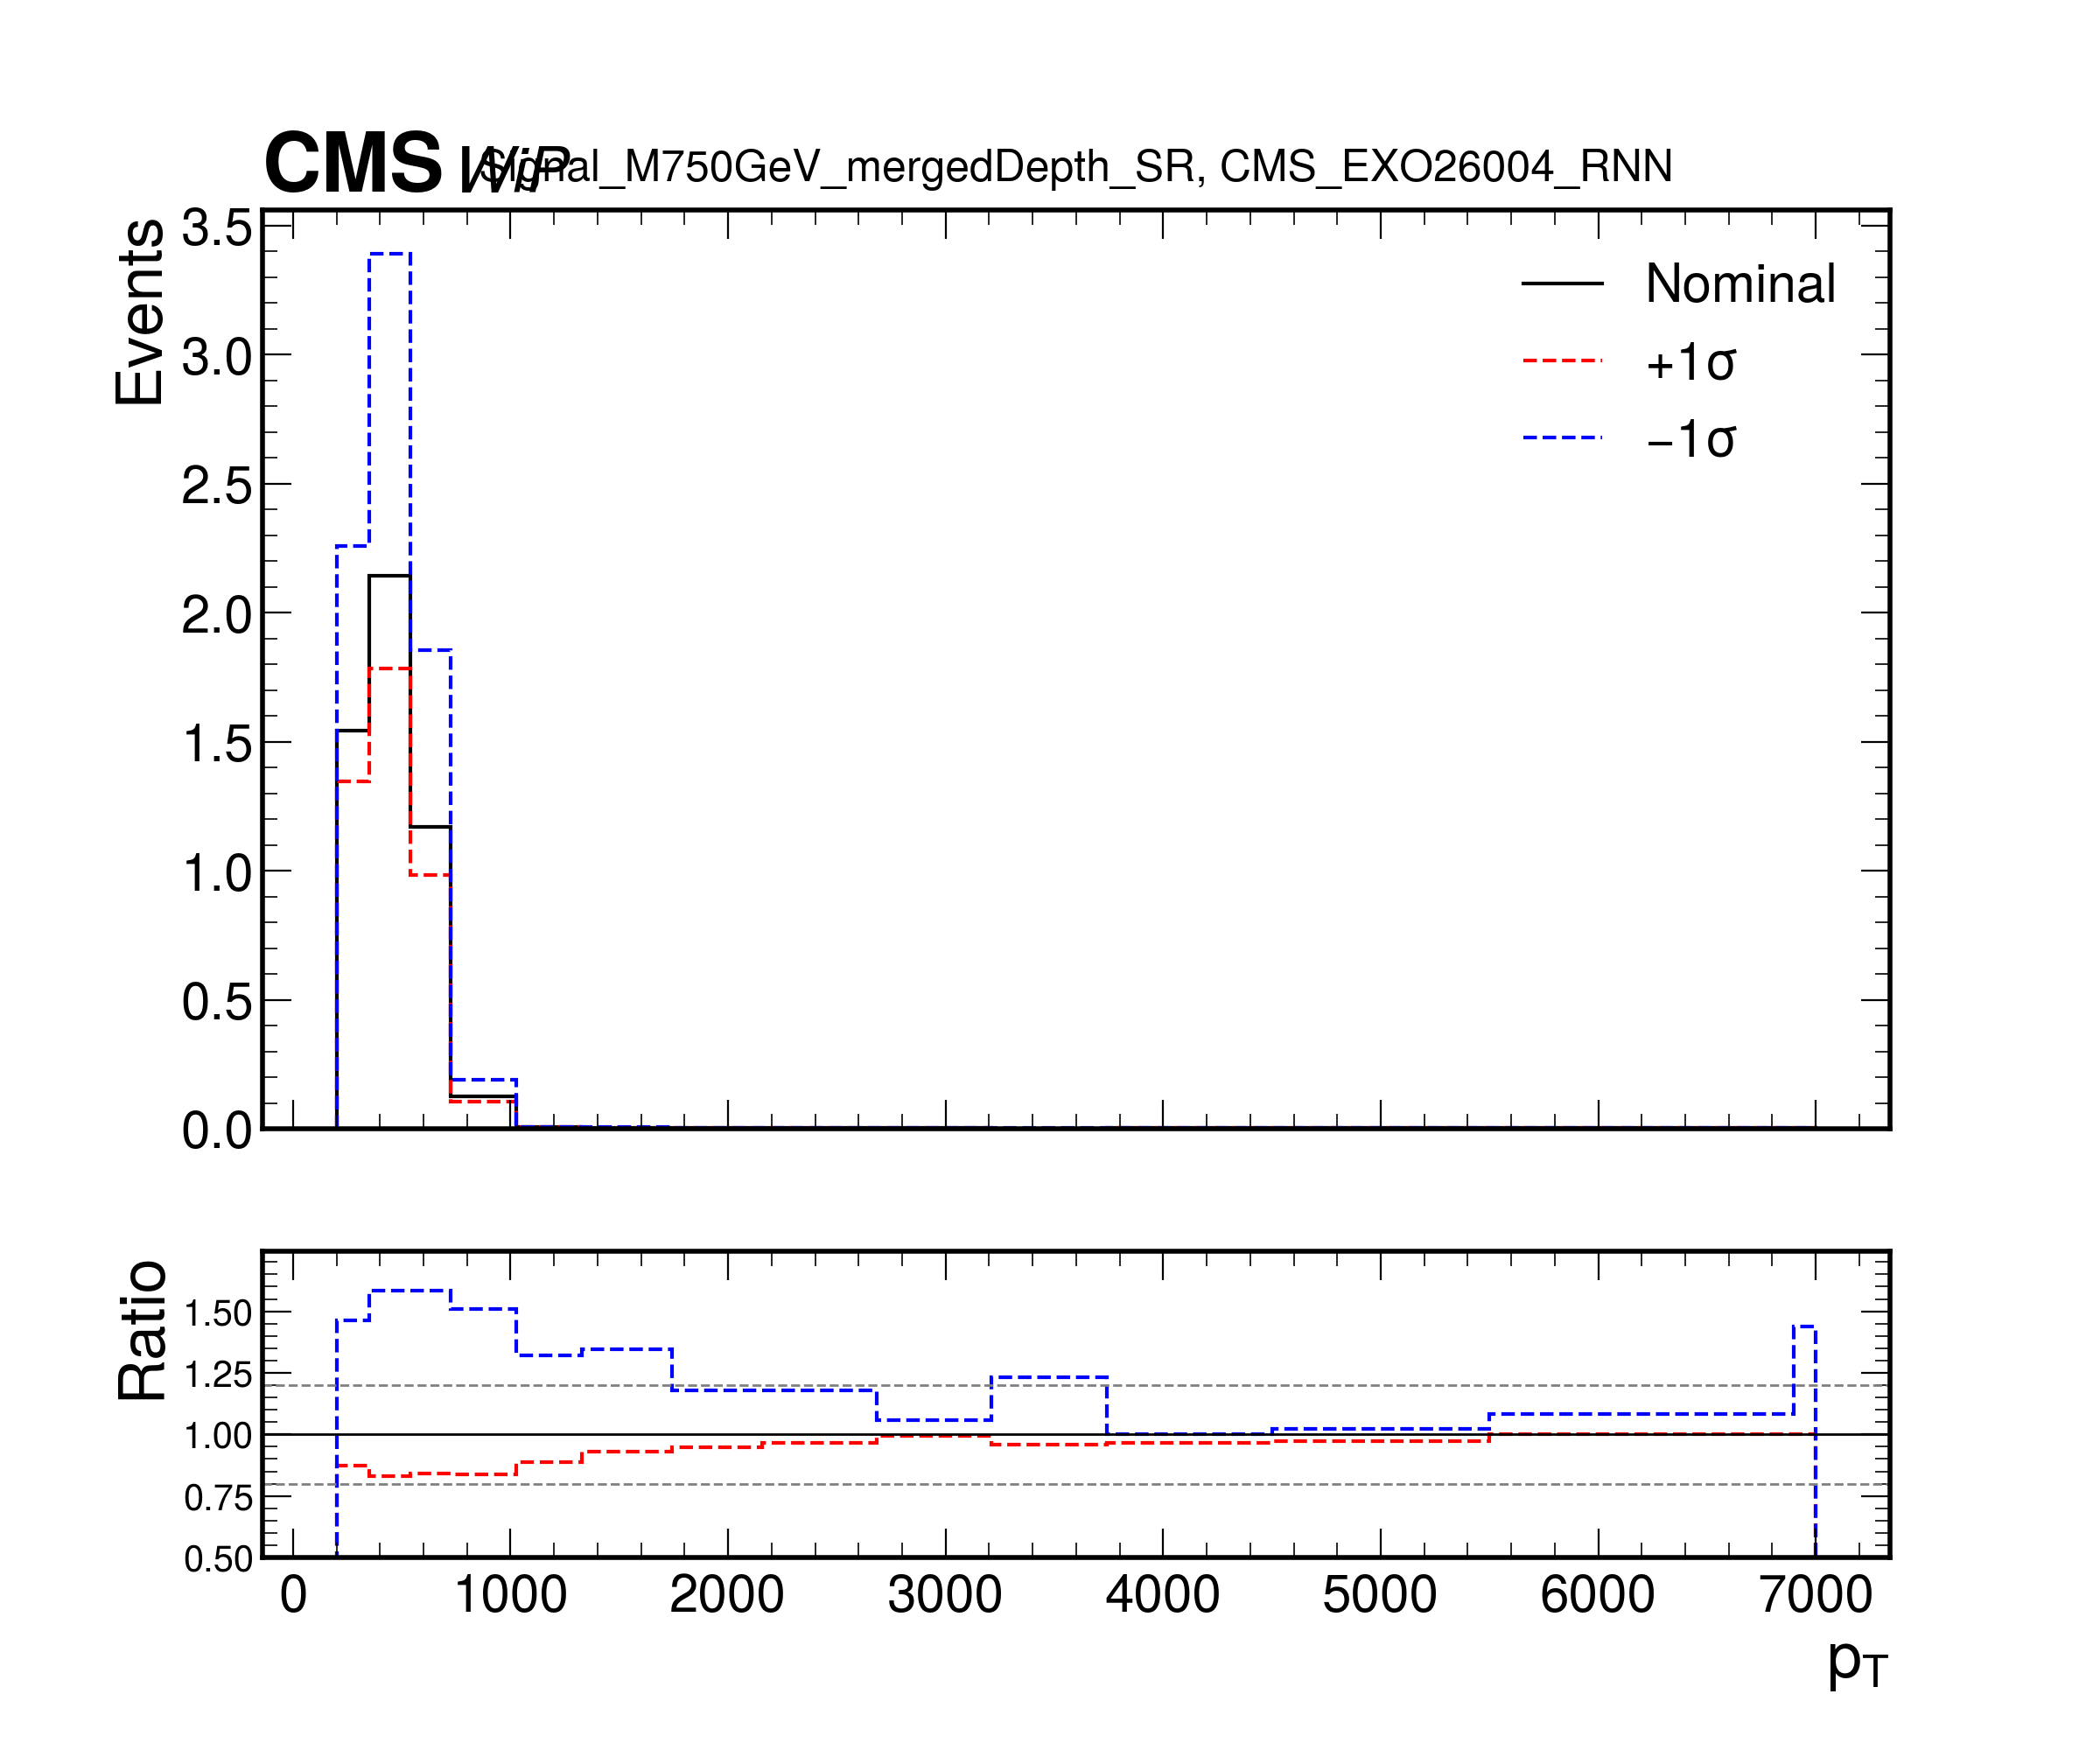 CMS WiP Signal_M750GeV_mergedDepth_SR, CMS_EXO26004_RNN
Events
3.5
3.0
2.5
2.0
1.5
1.0
0.5
0.0
Nominal
+1σ
−1σ
Ratio
1.50
1.25
1.00
0.75
0.50
0 1000 2000 3000 4000 5000 6000 7000
pT